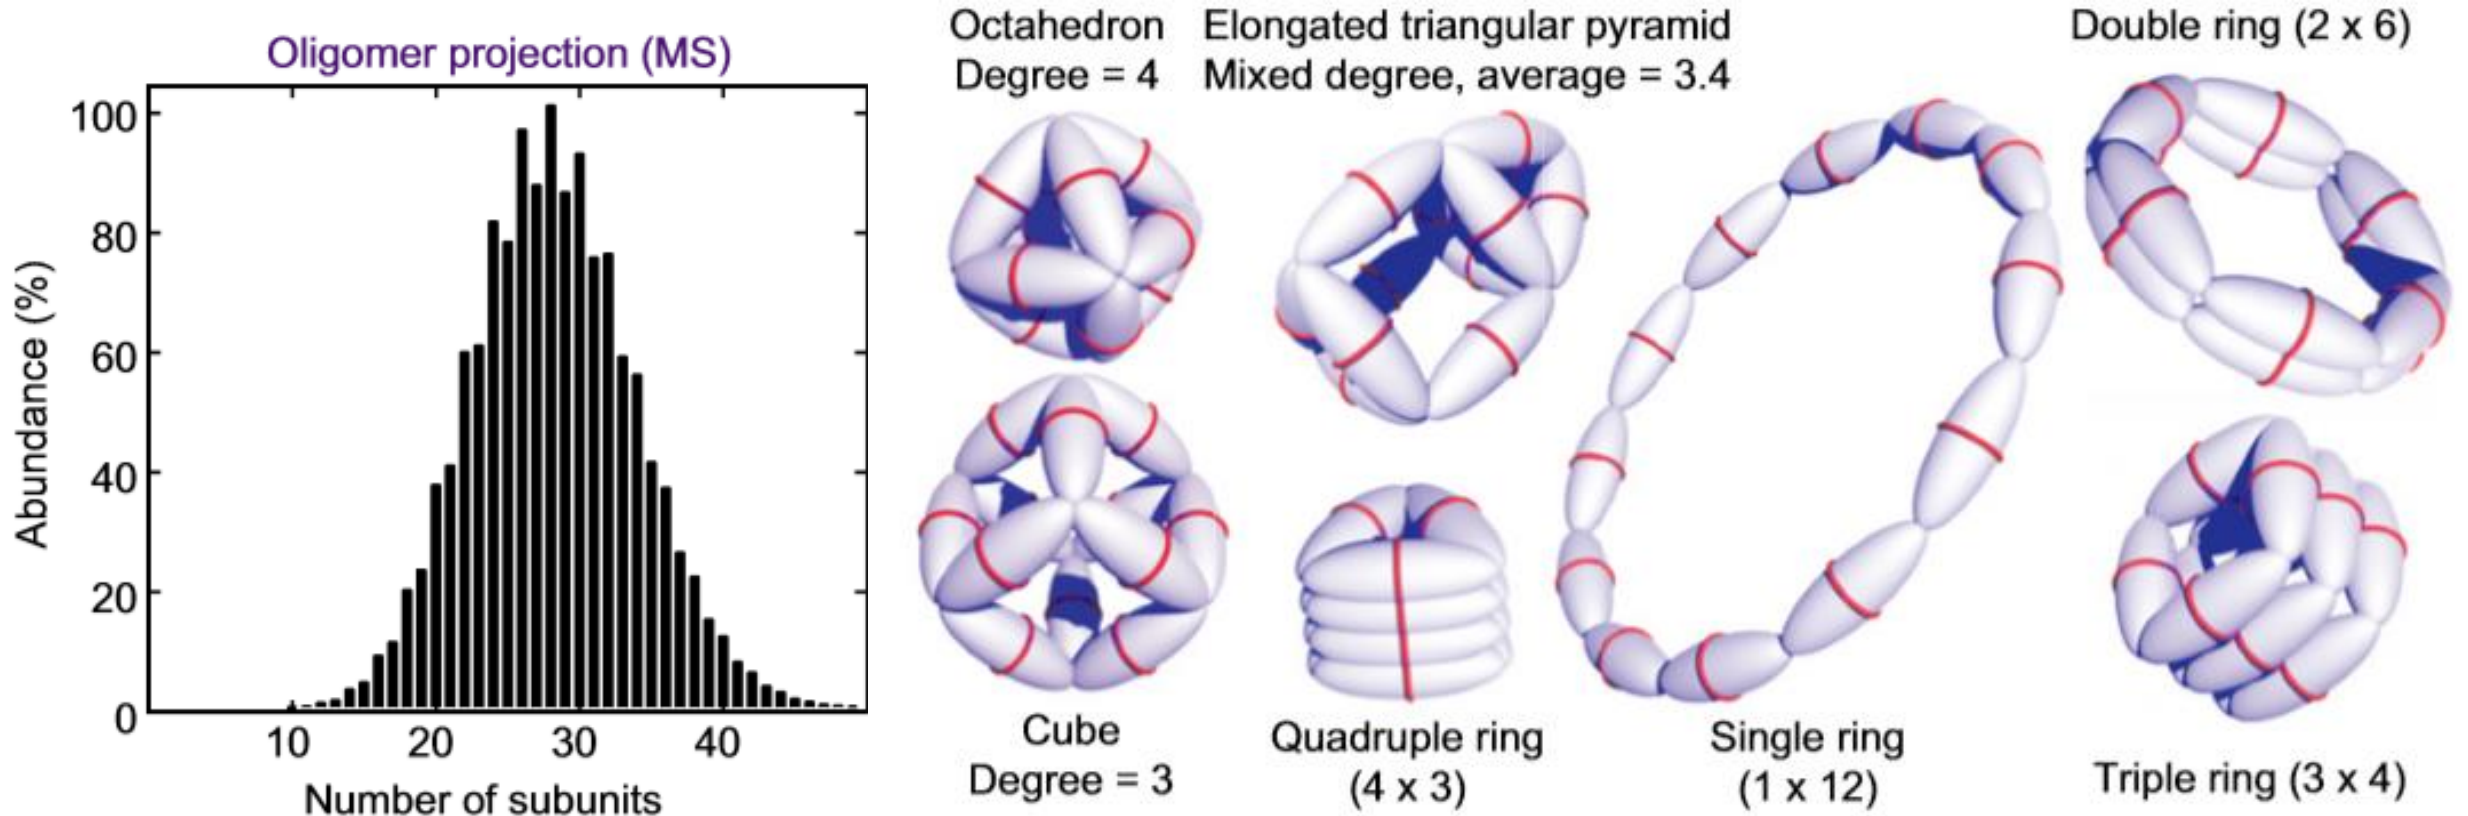 Oligomer projection (MS)
Abundance (%)
100
80
60
40
20
0
10 20 30 40
Number of subunits
Octahedron
Degree = 4
Elongated triangular pyramid
Mixed degree, average = 3.4
Double ring (2 x 6)
Cube
Degree = 3
Quadruple ring
(4 x 3)
Single ring
(1 x 12)
Triple ring (3 x 4)